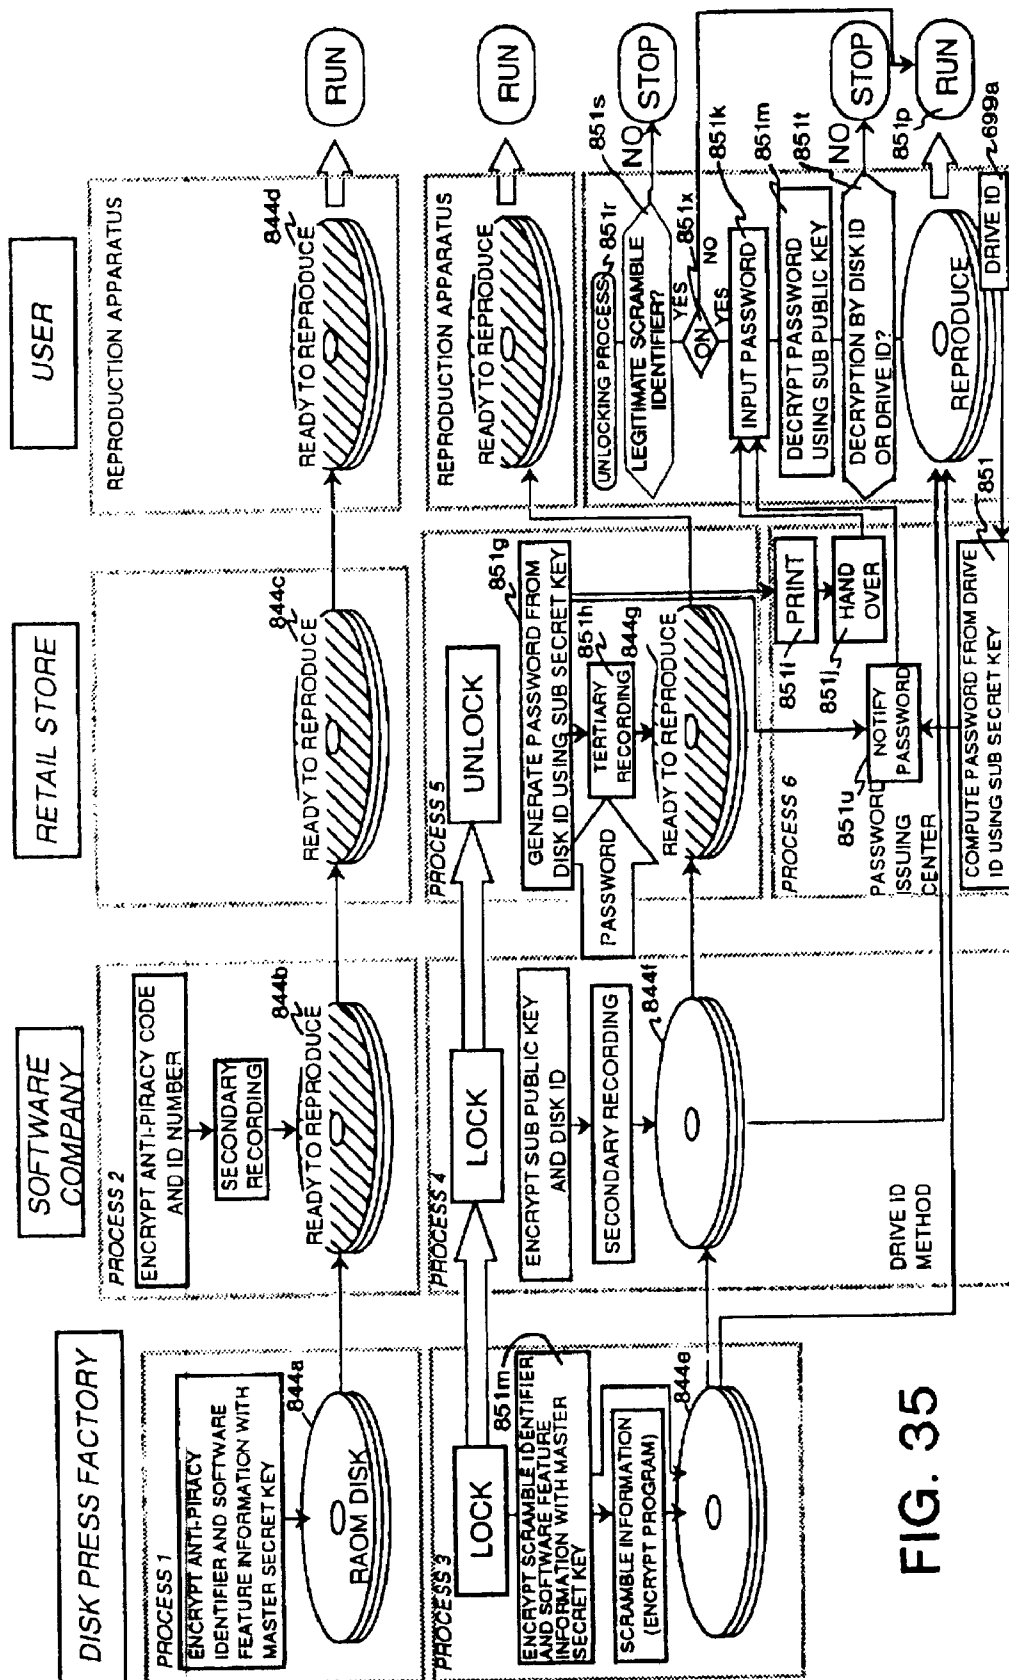 DISK PRESS FACTORY
SOFTWARE
COMPANY
RETAIL STORE
USER
PROCESS 1
ENCRYPT ANTI-PIRACY
IDENTIFIER AND SOFTWARE
FEATURE INFORMATION WITH
MASTER SECRET KEY
844a
RAOM DISK
PROCESS 2
ENCRYPT ANTI-PIRACY CODE
AND ID NUMBER
SECONDARY
RECORDING
844b
READY TO REPRODUCE
844c
READY TO REPRODUCE
REPRODUCTION APPARATUS
844d
READY TO REPRODUCE
RUN
PROCESS 3
LOCK
851m
ENCRYPT SCRAMBLE IDENTIFIER
AND SOFTWARE FEATURE
INFORMATION WITH MASTER
SECRET KEY
SCRAMBLE INFORMATION
(ENCRYPT PROGRAM)
844e
PROCESS 4
LOCK
ENCRYPT SUB PUBLIC KEY
AND DISK ID
SECONDARY RECORDING
844f
DRIVE ID
METHOD
PROCESS 5
UNLOCK
851g
GENERATE PASSWORD FROM
DISK ID USING SUB SECRET KEY
PASSWORD
851h
TERTIARY
RECORDING
844g
READY TO REPRODUCE
REPRODUCTION APPARATUS
READY TO REPRODUCE
RUN
PROCESS 6
PRINT
851i
HAND
OVER
851j
NOTIFY
PASSWORD
851u
PASSWORD
ISSUING
CENTER
851
COMPUTE PASSWORD FROM DRIVE
ID USING SUB SECRET KEY
UNLOCKING PROCESS
851r
851s
LEGITIMATE SCRAMBLE
IDENTIFIER?
NO
STOP
YES
ON
851x
NO
YES
851k
INPUT PASSWORD
851m
DECRYPT PASSWORD
USING SUB PUBLIC KEY
851t
DECRYPTION BY DISK ID
OR DRIVE ID?
NO
STOP
851p
REPRODUCE
RUN
DRIVE ID
699a
FIG. 35